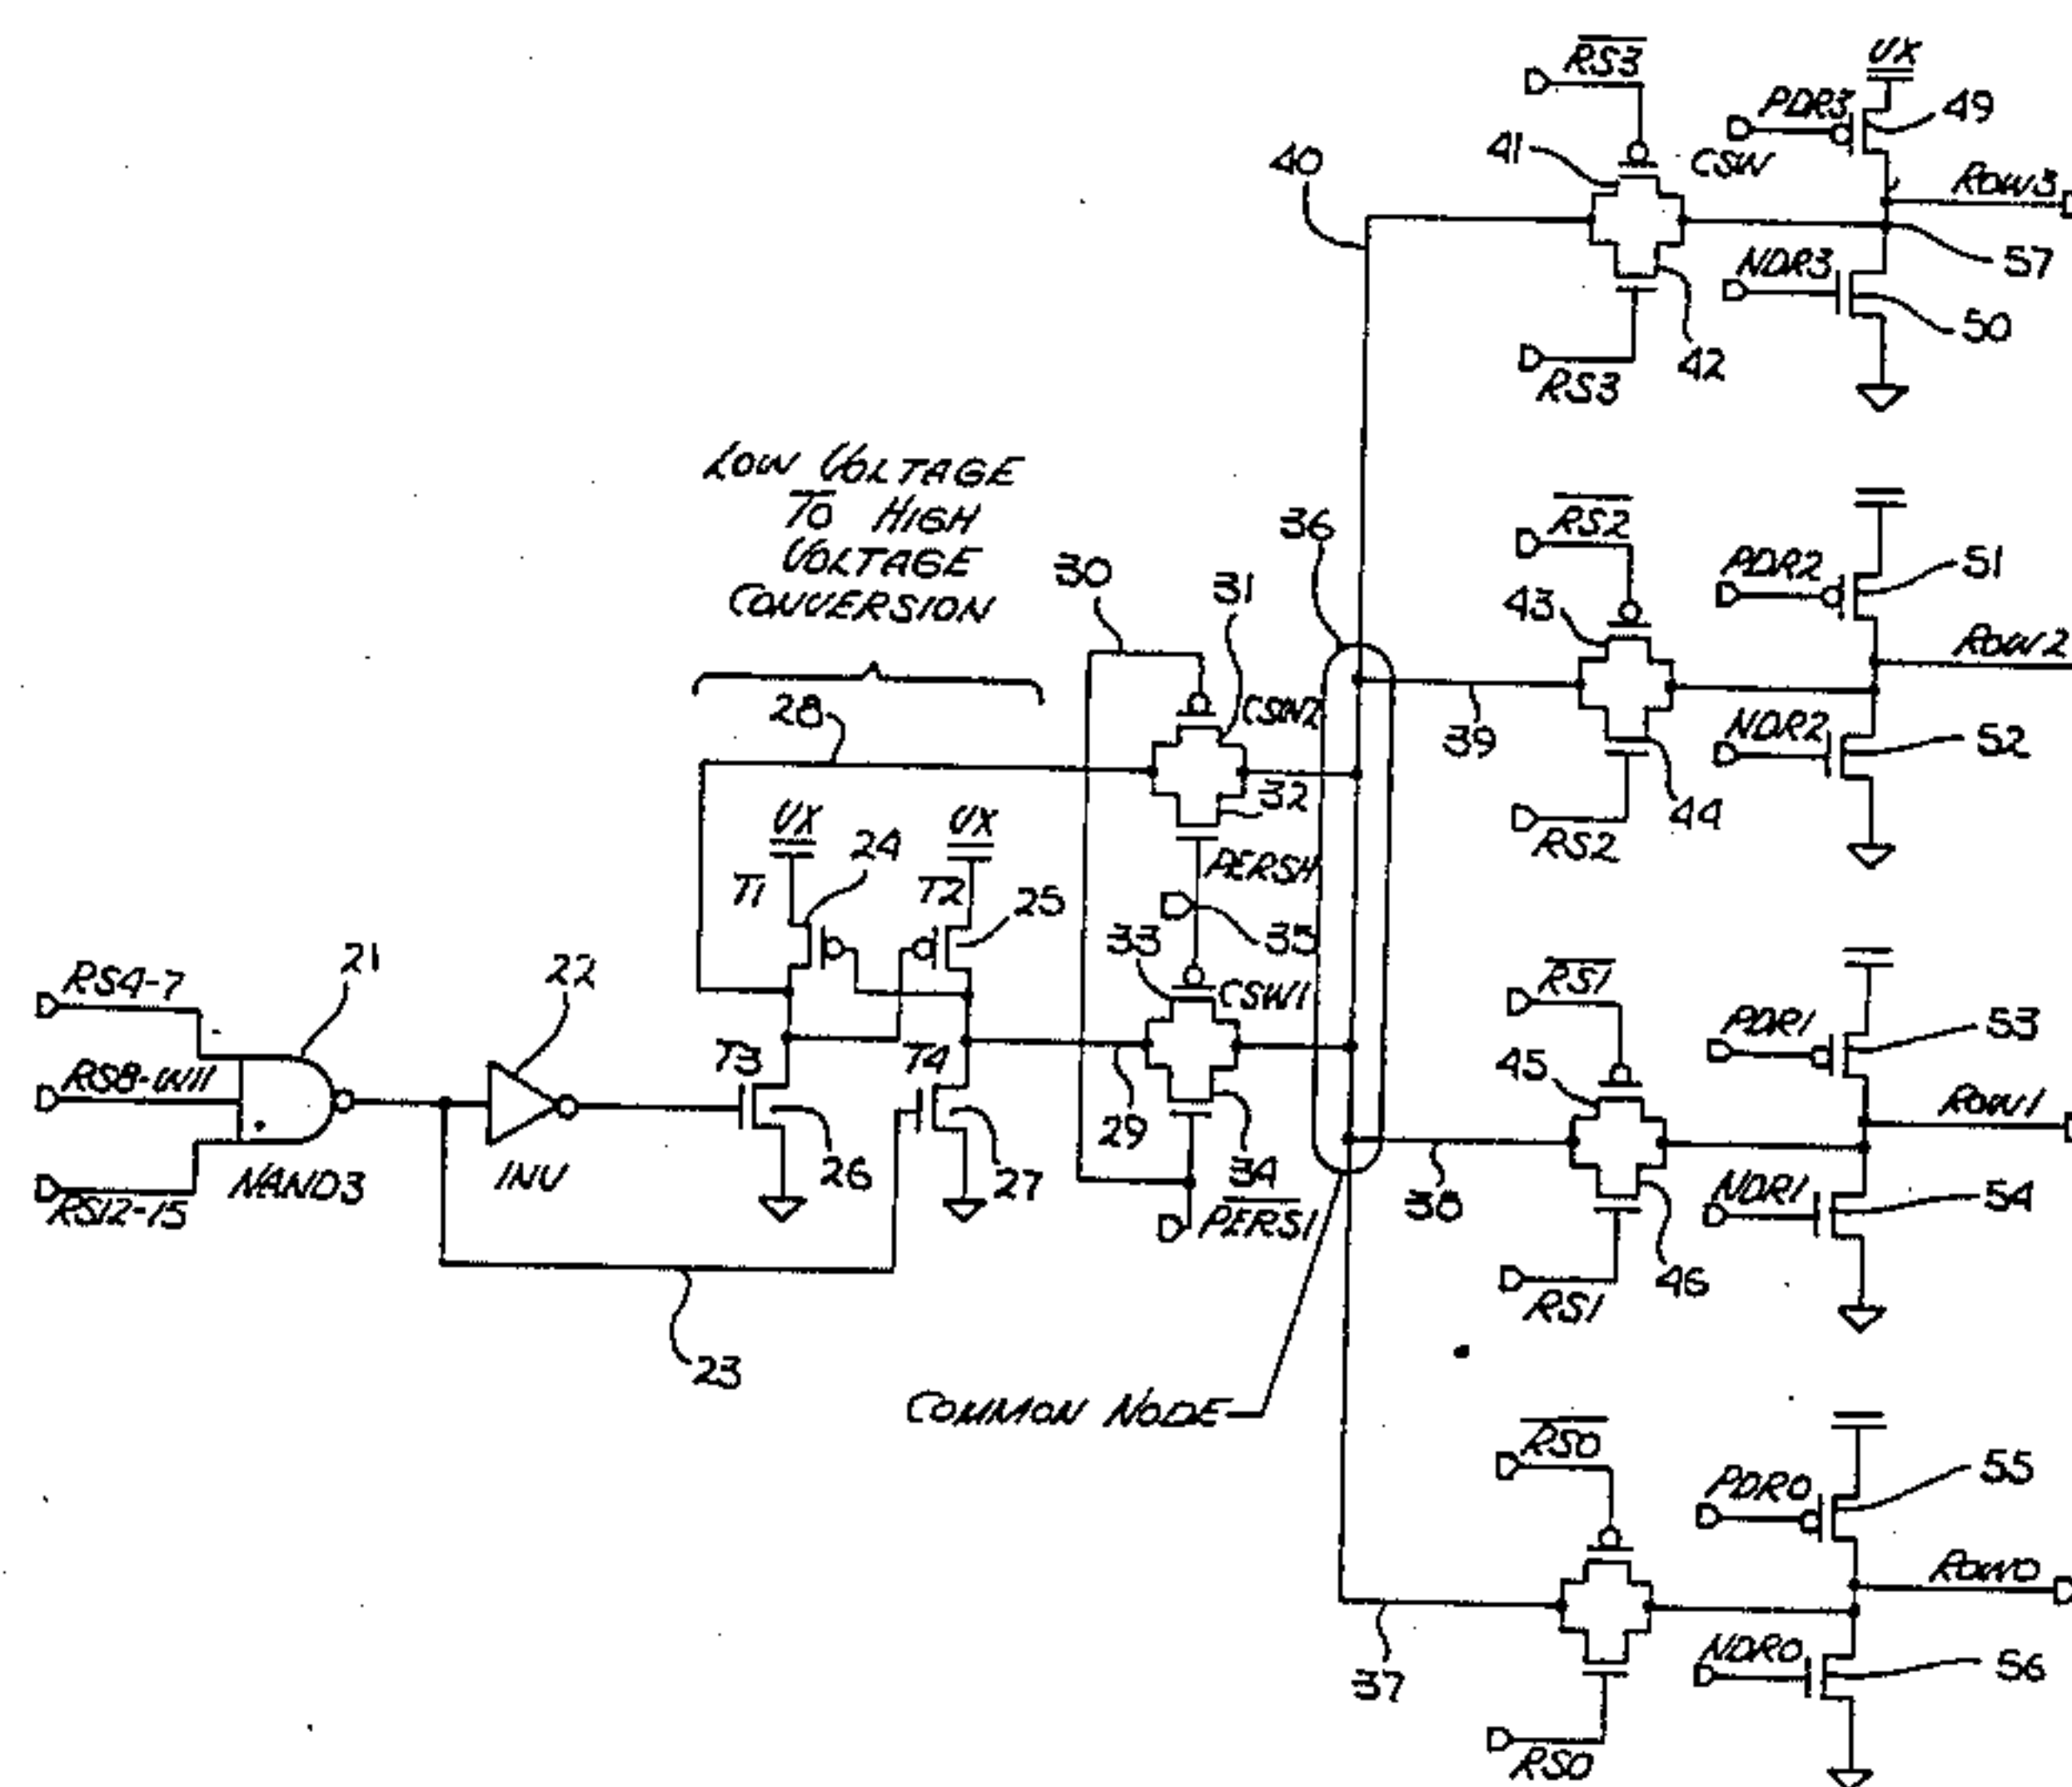 RS3
UX
PDR3
49
41
CSW
40
ROW3
NDR3
57
50
42
RS3
LOW VOLTAGE
TO HIGH
VOLTAGE
CONVERSION
36
RS2
PDR2
51
30
31
43
ROW2
28
CSW2
39
NDR2
52
32
44
UX
UX
RS2
24
PERSH
T1
T2
25
33
35
RS4-7
21
22
CSW1
RS1
PDR1
53
RS8-W11
T3
T4
45
ROW1
29
RS12-15
NAND3
INV
26
27
34
PERS1
38
NDR1
54
46
RS1
23
COMMON NODE
RS0
PDR0
55
ROW0
37
NDR0
56
RS0